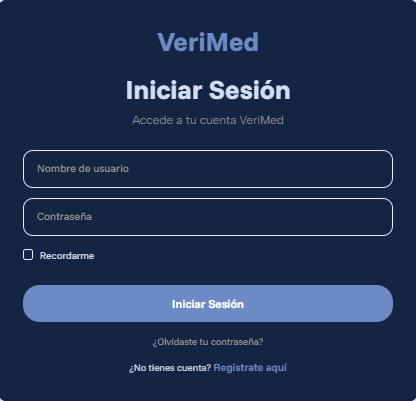 VeriMed
Iniciar Sesión
Accede a tu cuenta VeriMed
Nombre de usuario
Contraseña
Recordarme
Iniciar Sesión
¿Olvidaste tu contraseña?
¿No tienes cuenta? Regístrate aquí